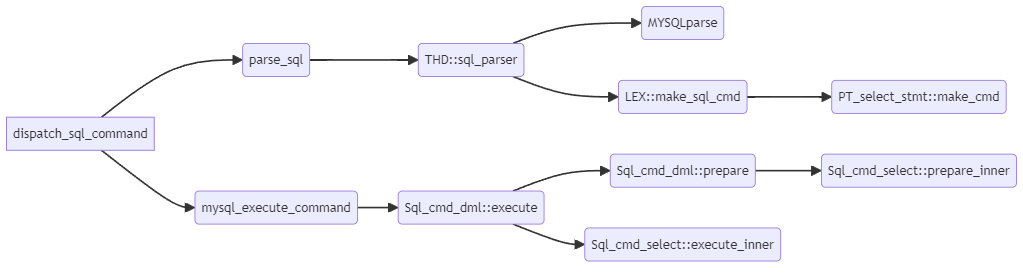 MYSQLparse
parse_sql
THD::sql_parser
LEX::make_sql_cmd
PT_select_stmt::make_cmd
dispatch_sql_command
Sql_cmd_dml::prepare
Sql_cmd_select::prepare_inner
mysql_execute_command
Sql_cmd_dml::execute
Sql_cmd_select::execute_inner